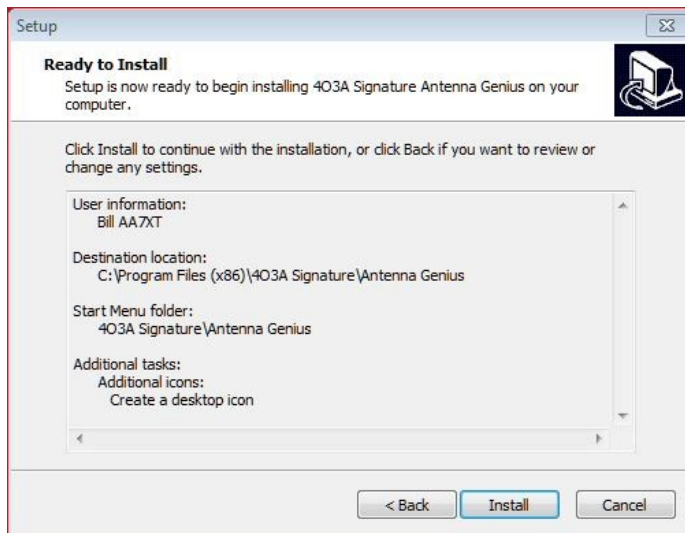 Setup
Ready to Install
Setup is now ready to begin installing 4O3A Signature Antenna Genius on your
computer.
Click Install to continue with the installation, or click Back if you want to review or
change any settings.
User information:
Bill AA7XT
Destination location:
C:\Program Files (x86)\4O3A Signature\Antenna Genius
Start Menu folder:
4O3A Signature\Antenna Genius
Additional tasks:
Additional icons:
Create a desktop icon
< Back Install Cancel